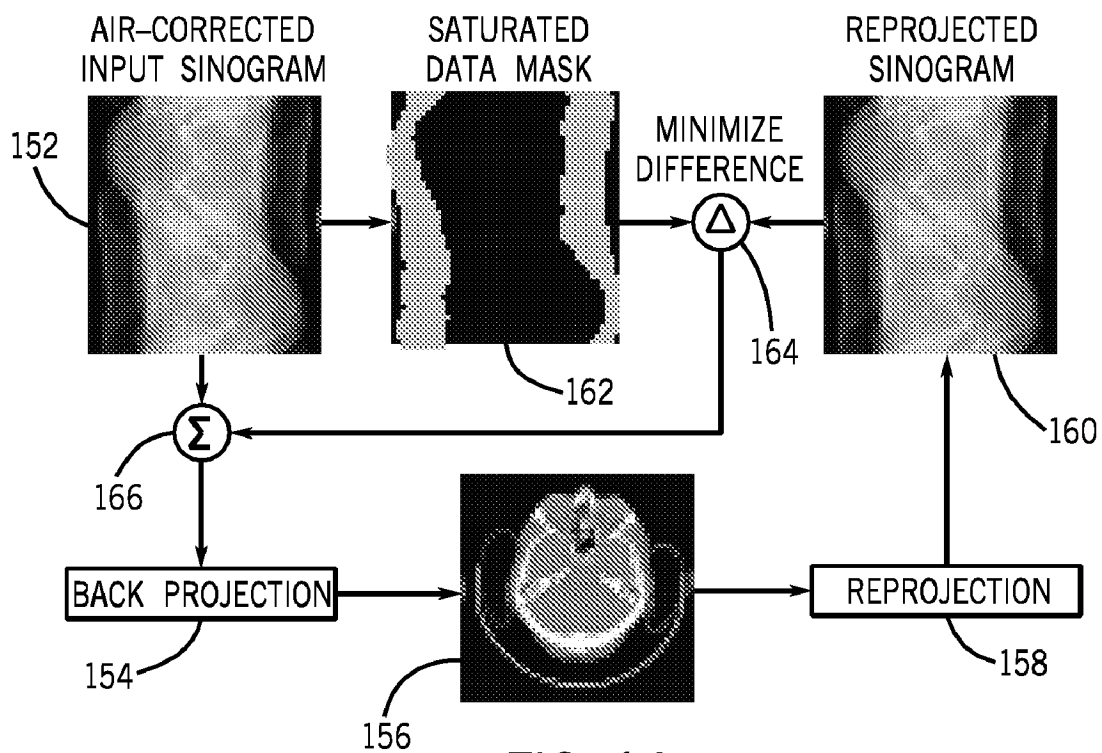 AIR-CORRECTED
INPUT SINOGRAM
SATURATED
DATA MASK
REPROJECTED
SINOGRAM
152
MINIMIZE
DIFFERENCE
Δ
164
162
160
Σ
166
BACK PROJECTION
REPROJECTION
154
156
158